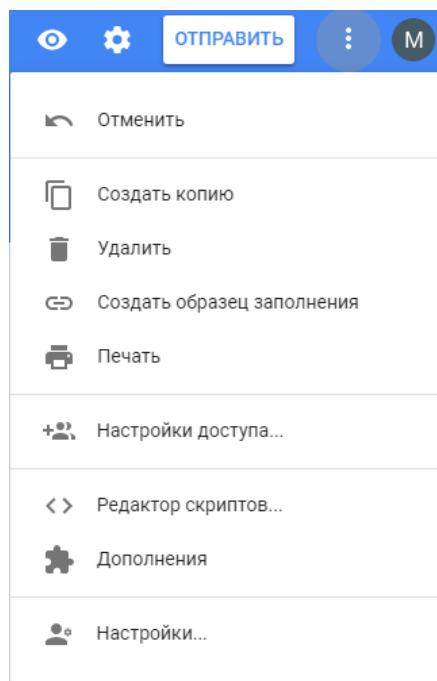 ОТПРАВИТЬ
M
Отменить
Создать копию
Удалить
Создать образец заполнения
Печать
Настройки доступа...
Редактор скриптов...
Дополнения
Настройки...